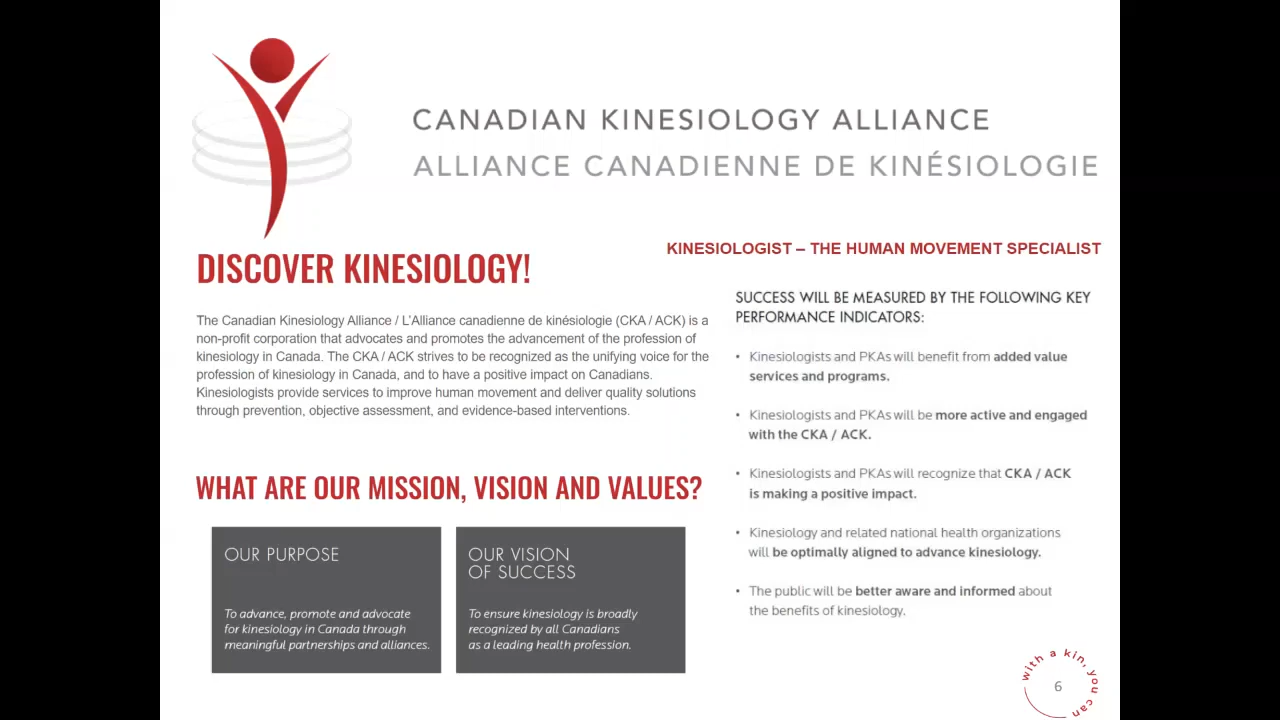 CANADIAN KINESIOLOGY ALLIANCE
ALLIANCE CANADIENNE DE KINÉSIOLOGIE
DISCOVER KINESIOLOGY!
The Canadian Kinesiology Alliance / L'Alliance canadienne de kinésiologie (CKA / ACK) is a
non-profit corporation that advocates and promotes the advancement of the profession of
kinesiology in Canada. The CKA / ACK strives to be recognized as the unifying voice for the
profession of kinesiology in Canada, and to have a positive impact on Canadians.
Kinesiologists provide services to improve human movement and deliver quality solutions
through prevention, objective assessment, and evidence-based interventions.
WHAT ARE OUR MISSION, VISION AND VALUES?
OUR PURPOSE
To advance, promote and advocate
for kinesiology in Canada through
meaningful partnerships and alliances.
OUR VISION
OF SUCCESS
To ensure kinesiology is broadly
recognized by all Canadians
as a leading health profession.
KINESIOLOGIST – THE HUMAN MOVEMENT SPECIALIST
SUCCESS WILL BE MEASURED BY THE FOLLOWING KEY
PERFORMANCE INDICATORS:
• Kinesiologists and PKAs will benefit from added value
services and programs.
• Kinesiologists and PKAs will be more active and engaged
with the CKA / ACK.
• Kinesiologists and PKAs will recognize that CKA / ACK
is making a positive impact.
• Kinesiology and related national health organizations
will be optimally aligned to advance kinesiology.
• The public will be better aware and informed about
the benefits of kinesiology.
with a kin, you can
6